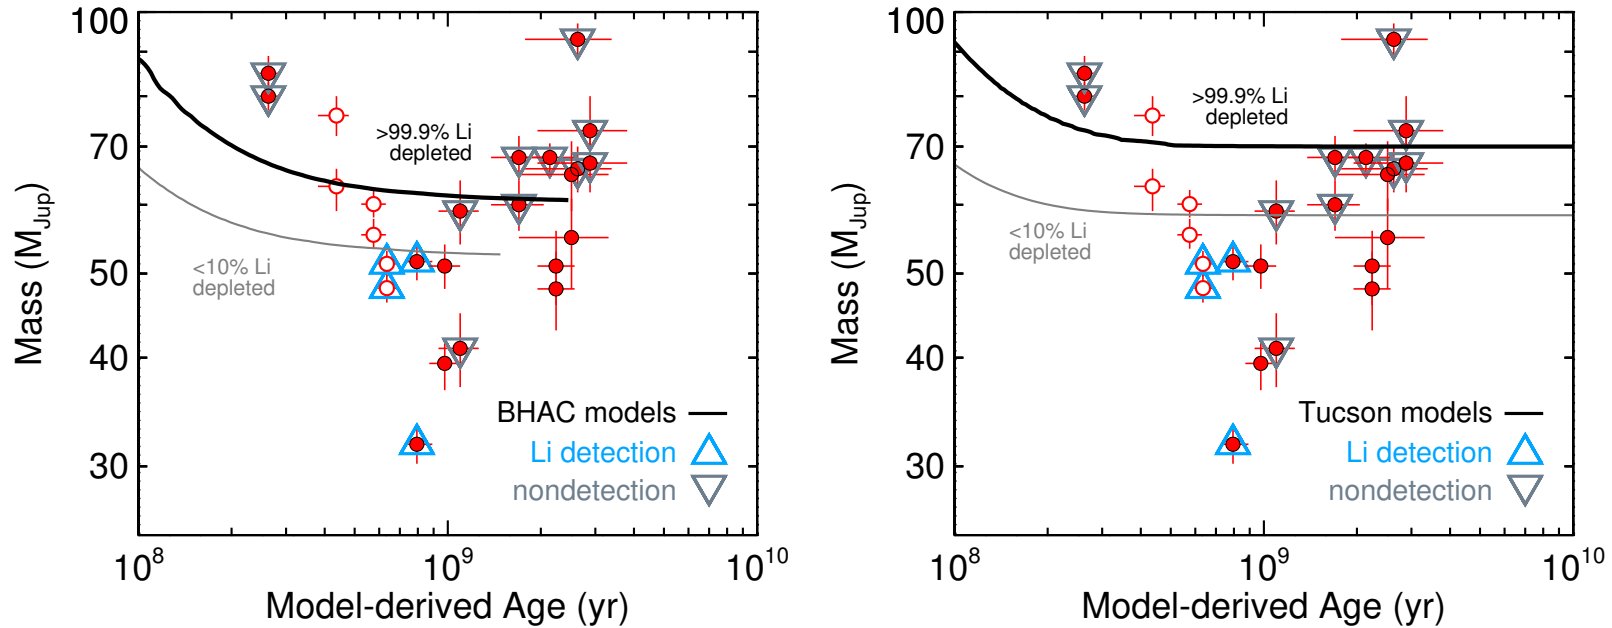 100
70
50
40
30
Mass (M_Jup)
>99.9% Li
depleted
<10% Li
depleted
BHAC models
Li detection
nondetection
10^8
10^9
10^10
Model-derived Age (yr)
100
70
50
40
30
Mass (M_Jup)
>99.9% Li
depleted
<10% Li
depleted
Tucson models
Li detection
nondetection
10^8
10^9
10^10
Model-derived Age (yr)